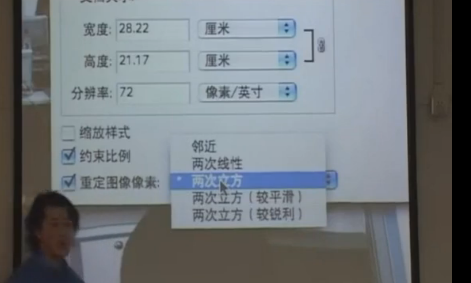 宽度: 28.22 厘米
高度: 21.17 厘米
分辨率: 72 像素/英寸
缩放样式
约束比例
重定图像像素:
邻近
两次线性
两次立方
两次立方（较平滑）
两次立方（较锐利）